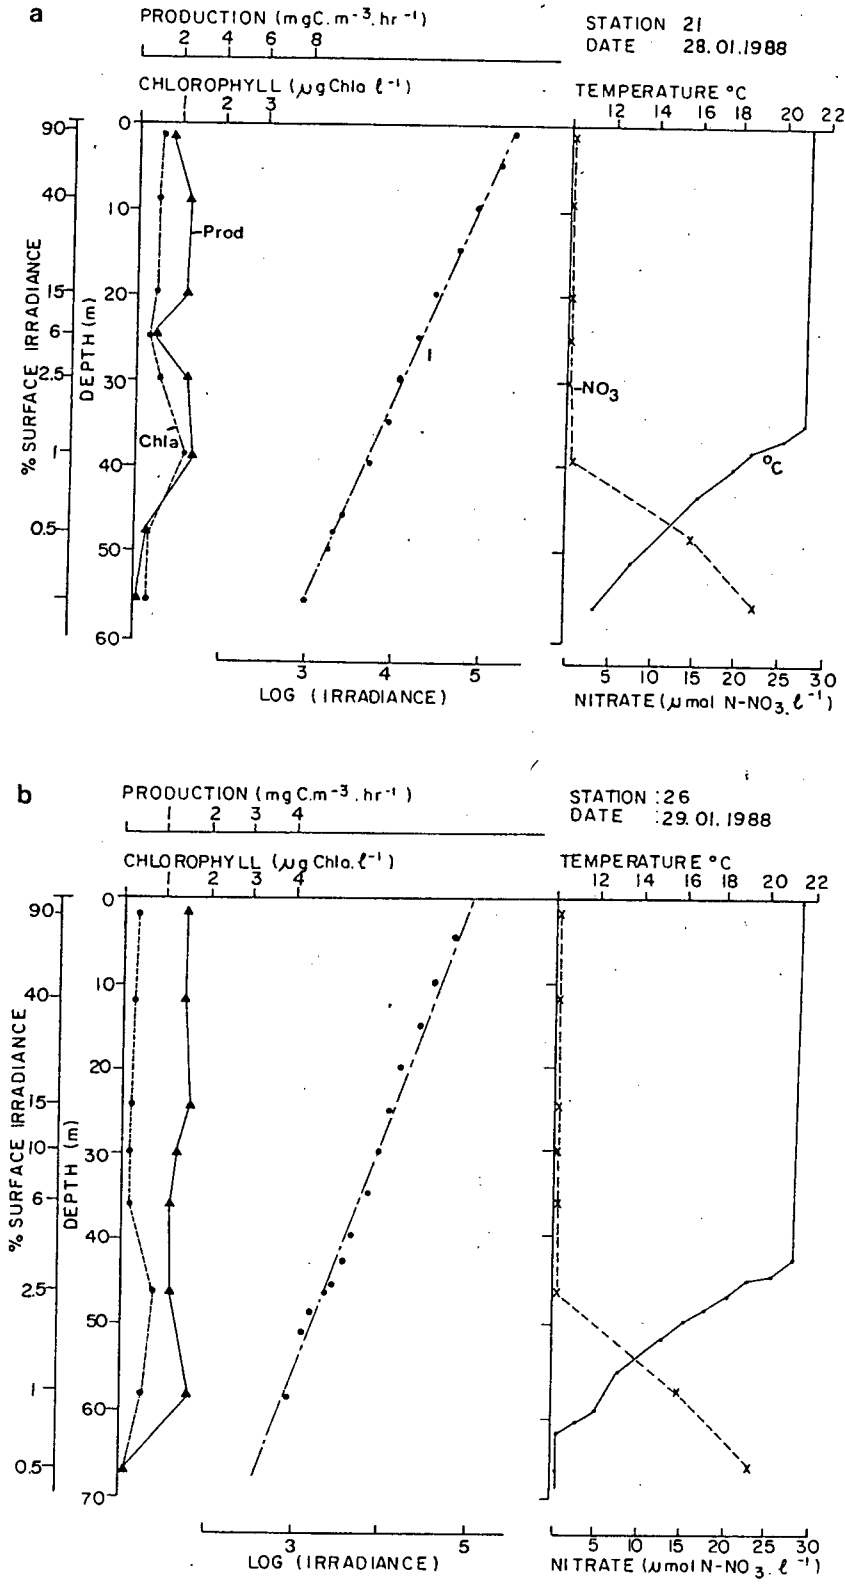 a
PRODUCTION (mgC.m⁻³.hr⁻¹)
2 4 6 8
STATION 21
DATE 28.01.1988
CHLOROPHYLL (μg Chla ℓ⁻¹)
1 2 3
TEMPERATURE °C
12 14 16 18 20 22
% SURFACE IRRADIANCE
90
40
15
6
2.5
1
0.5
DEPTH (m)
0
10
20
30
40
50
60
Prod
Chla
I
NO₃
°C
3 4 5
LOG (IRRADIANCE)
5 10 15 20 25 30
NITRATE (μmol N-NO₃.ℓ⁻¹)
b
PRODUCTION (mgC.m⁻³.hr⁻¹)
1 2 3 4
STATION :26
DATE :29.01.1988
CHLOROPHYLL (μg Chla.ℓ⁻¹)
1 2 3 4
TEMPERATURE °C
12 14 16 18 20 22
% SURFACE IRRADIANCE
90
40
15
10
6
2.5
1
0.5
DEPTH (m)
0
10
20
30
40
50
60
70
3 5
LOG (IRRADIANCE)
5 10 15 20 25 30
NITRATE (μmol N-NO₃.ℓ⁻¹)